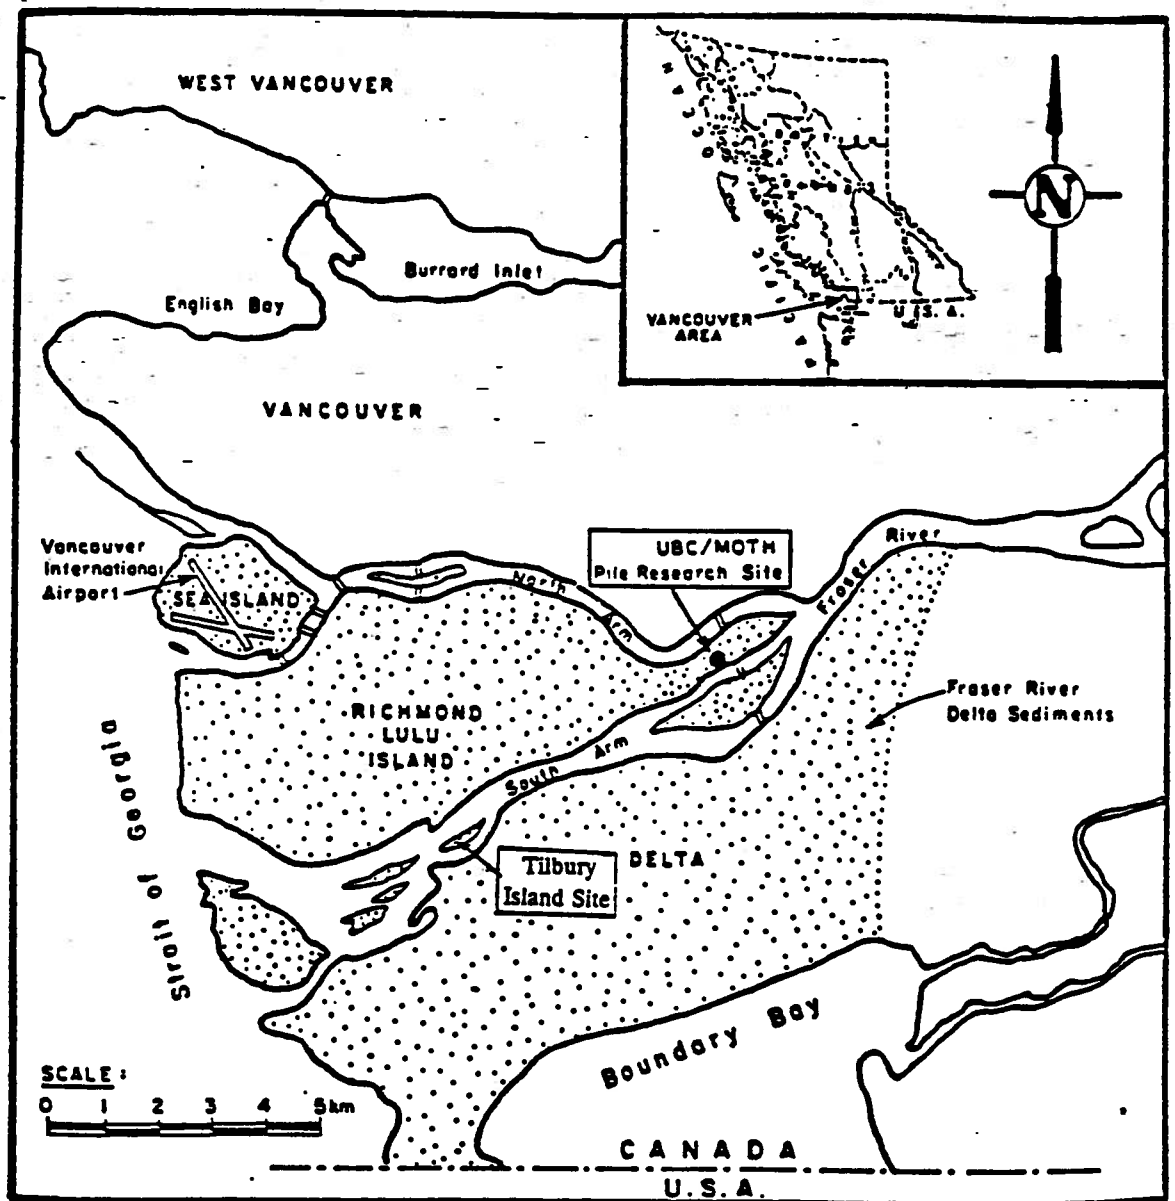 WEST VANCOUVER
Burrard Inlet
English Bay
VANCOUVER
PACIFIC
VANCOUVER
AREA
U.S.A.
N
Vancouver
International
Airport
SEA ISLAND
UBC/MOTH
Pile Research Site
North Arm
Fraser River
Fraser River
Delta Sediments
RICHMOND
LULU
ISLAND
South Arm
Strait of Georgia
Tilbury
Island Site
DELTA
Boundary Bay
SCALE:
0 1 2 3 4 5km
CANADA
U.S.A.